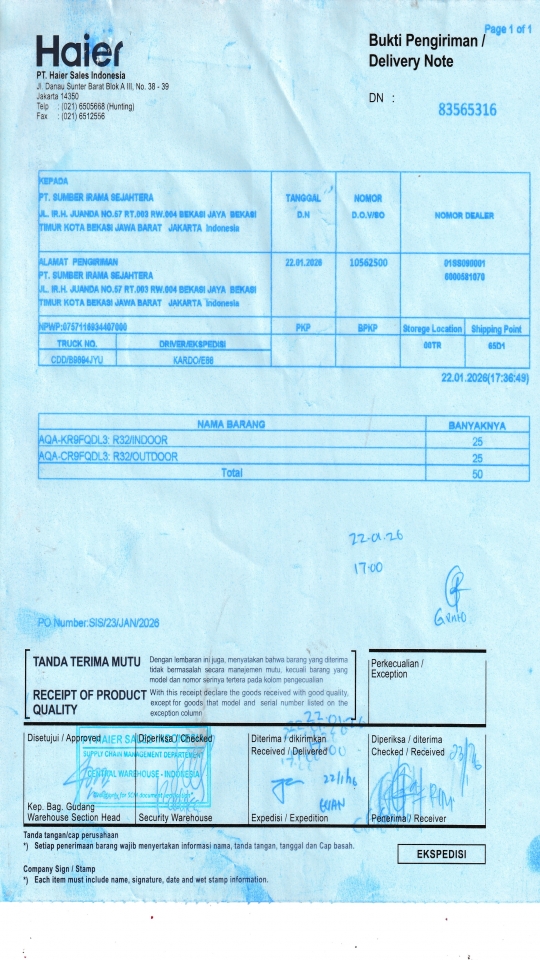 Page 1 of 1
Haier
Bukti Pengiriman /
Delivery Note
PT. Haier Sales Indonesia
Jl. Danau Sunter Barat Blok A III, No. 38 - 39
Jakarta 14350
Telp : (021) 6505668 (Hunting)
Fax : (021) 6512556
DN :
83565316
KEPADA
PT. SUMBER IRAMA SEJAHTERA
JL. IR.H. JUANDA NO.57 RT.003 RW.004 BEKASI JAYA BEKASI
TIMUR KOTA BEKASI JAWA BARAT JAKARTA Indonesia
TANGGAL
D.N
NOMOR
D.O.V/SO
NOMOR DEALER
ALAMAT PENGIRIMAN
PT. SUMBER IRAMA SEJAHTERA
JL. IR.H. JUANDA NO.57 RT.003 RW.004 BEKASI JAYA BEKASI
TIMUR KOTA BEKASI JAWA BARAT JAKARTA Indonesia
22.01.2026
10562500
PKP
BPKP
Storege Location
Shipping Point
TRUCK NO.
DRIVER/EKSPEDISI
00TR
65D1
22.01.2026(17:36:49)
NAMA BARANG
BANYAKNYA
AQA-KR9FQDL3: R32/INDOOR
25
AQA-CR9FQDL3: R32/OUTDOOR
25
Total
50
22.01.26
17.00
PO Number:SIS/23/JAN/2026
TANDA TERIMA MUTU
Dengan lembaran ini juga, menyatakan bahwa barang yang diterima
tidak bermasalah secara manajemen mutu, kecuali barang yang
model dan nomor serinya tertera pada kolom pengecualian
RECEIPT OF PRODUCT
QUALITY
With this receipt declare the goods received with good quality,
except for goods that model and serial number listed on the
exception column
Perkecualian /
Exception
Disetujui / Approved
Diperiksa / Checked
Diterima / dikirimkan
Received / Delivered
Diperiksa / diterima
Checked / Received
SUPPLY CHAIN MANAGEMENT DEPARTEMENT
CENTRAL WAREHOUSE - INDONESIA
Kep. Bag. Gudang
Warehouse Section Head
Security Warehouse
Expedisi / Expedition
Penerima / Receiver
Tanda tangan/cap perusahaan
*) Setiap penerimaan barang wajib menyertakan informasi nama, tanda tangan, tanggal dan Cap basah.
EKSPEDISI
Company Sign / Stamp
*) Each item must include name, signature, date and wet stamp information.